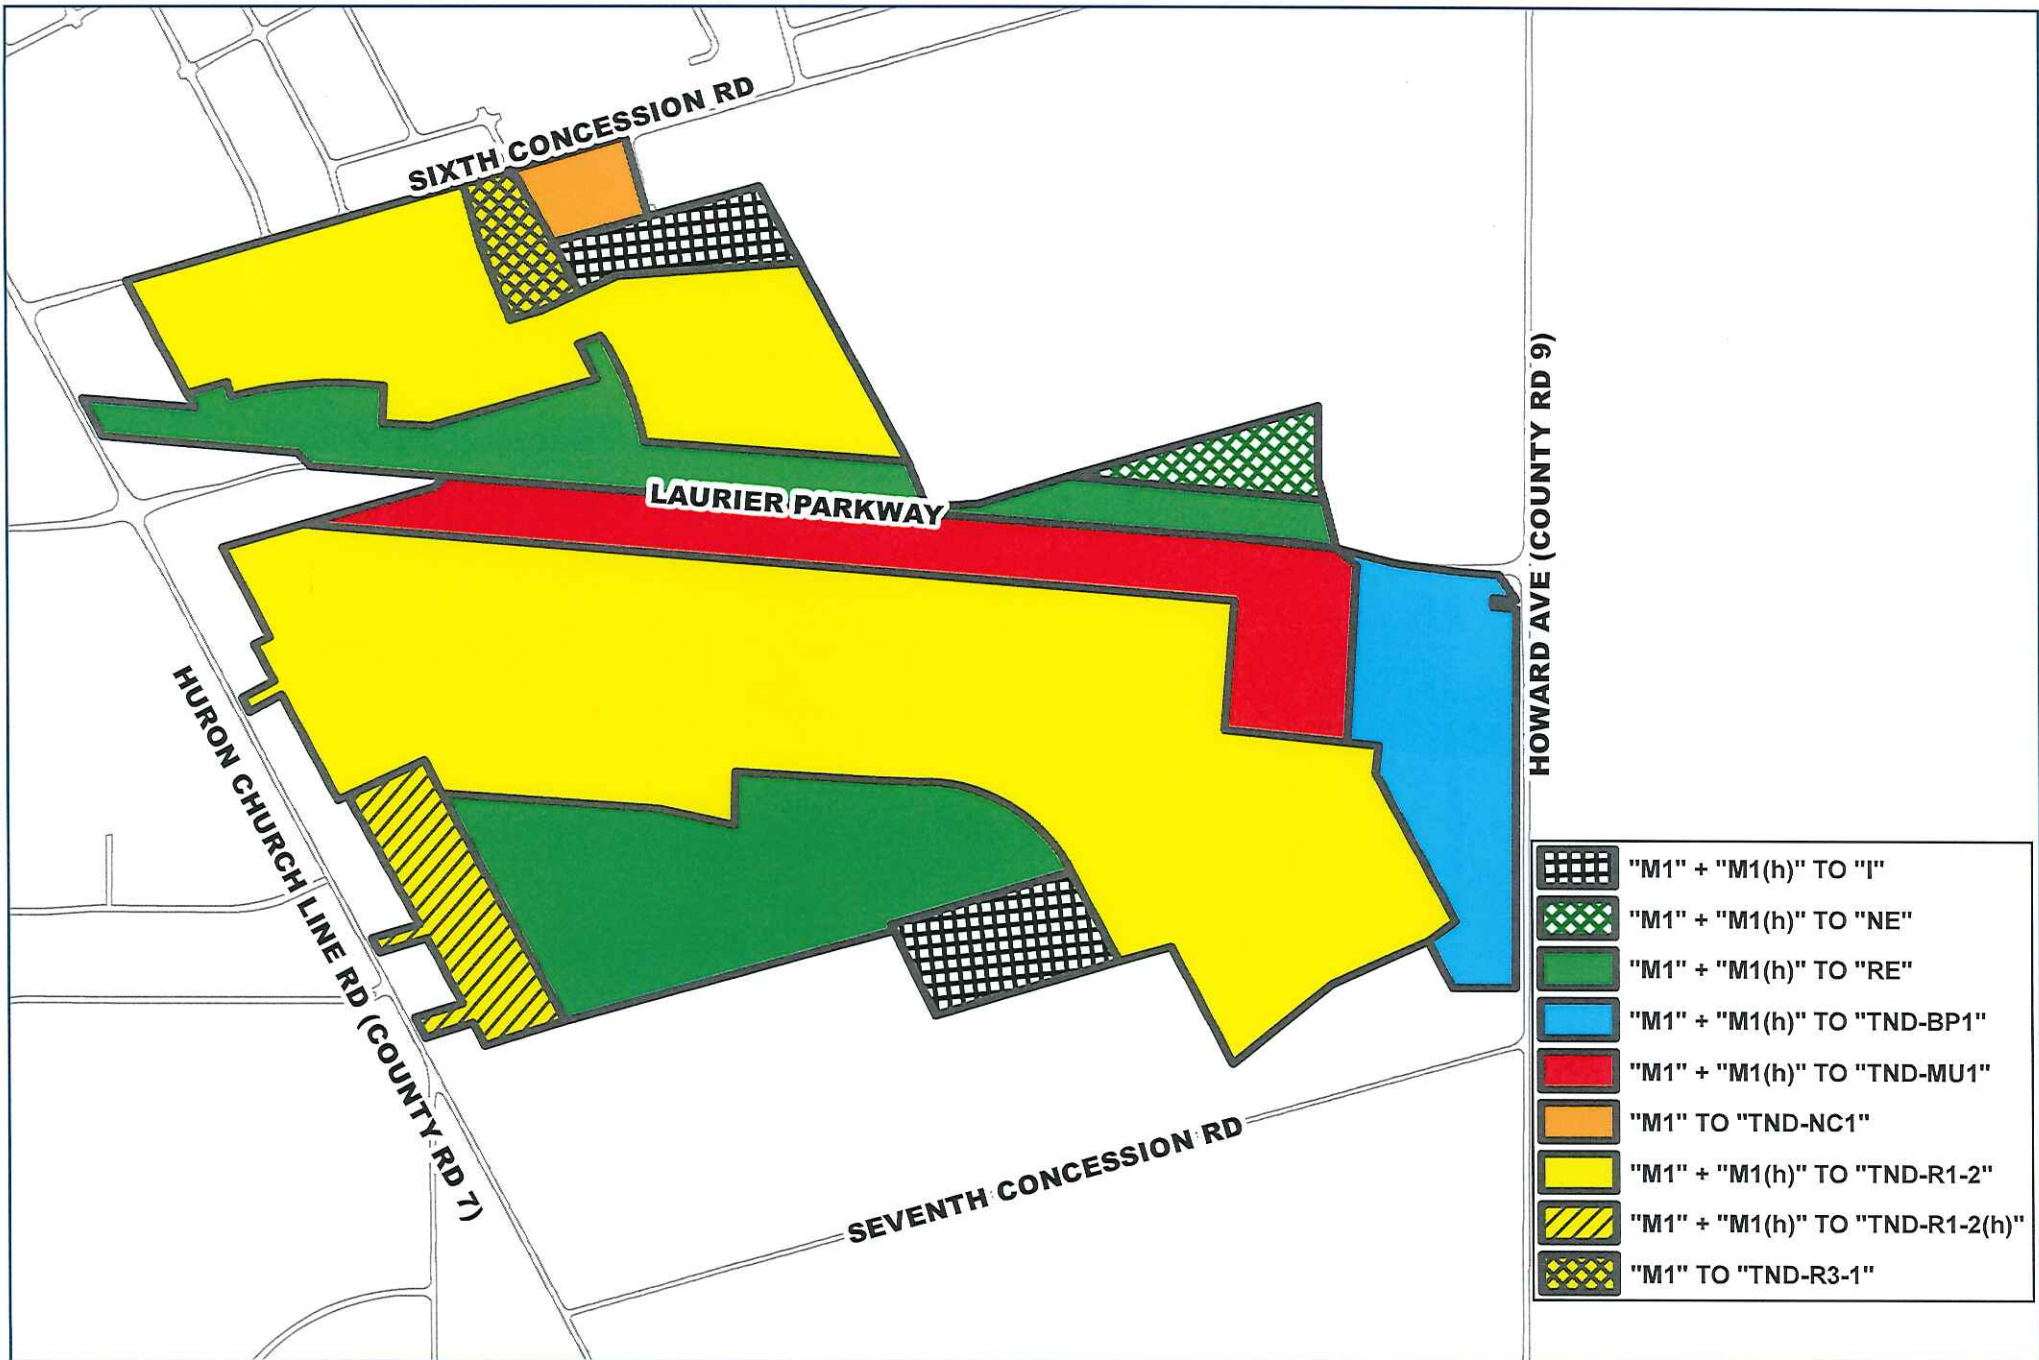 SIXTH CONCESSION RD
LAURIER PARKWAY
HOWARD AVE (COUNTY RD 9)
HURON CHURCH LINE RD (COUNTY RD 7)
SEVENTH CONCESSION RD
"M1" + "M1(h)" TO "I"
"M1" + "M1(h)" TO "NE"
"M1" + "M1(h)" TO "RE"
"M1" + "M1(h)" TO "TND-BP1"
"M1" + "M1(h)" TO "TND-MU1"
"M1" TO "TND-NC1"
"M1" + "M1(h)" TO "TND-R1-2"
"M1" + "M1(h)" TO "TND-R1-2(h)"
"M1" TO "TND-R3-1"